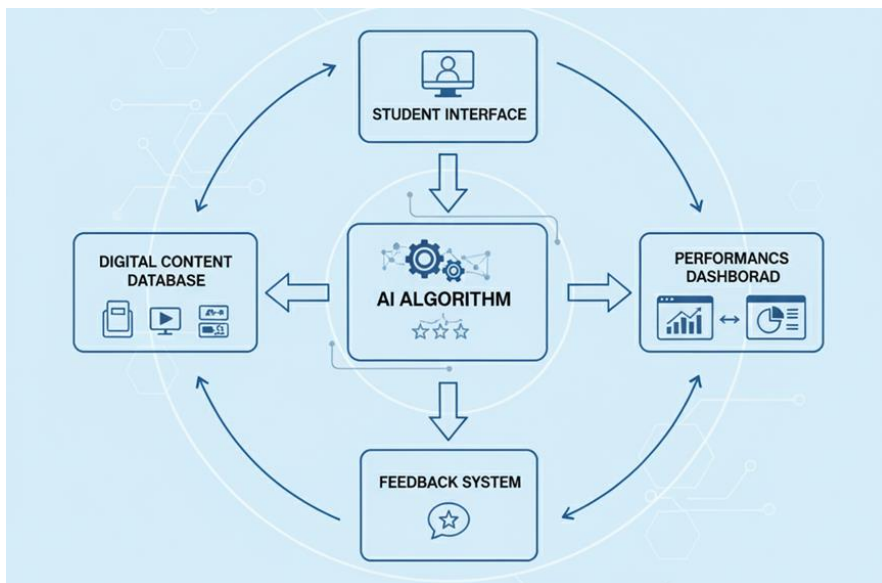 STUDENT INTERFACE
DIGITAL CONTENT
DATABASE
AI ALGORITHM
PERFORMANCS
DASHBORAD
FEEDBACK SYSTEM